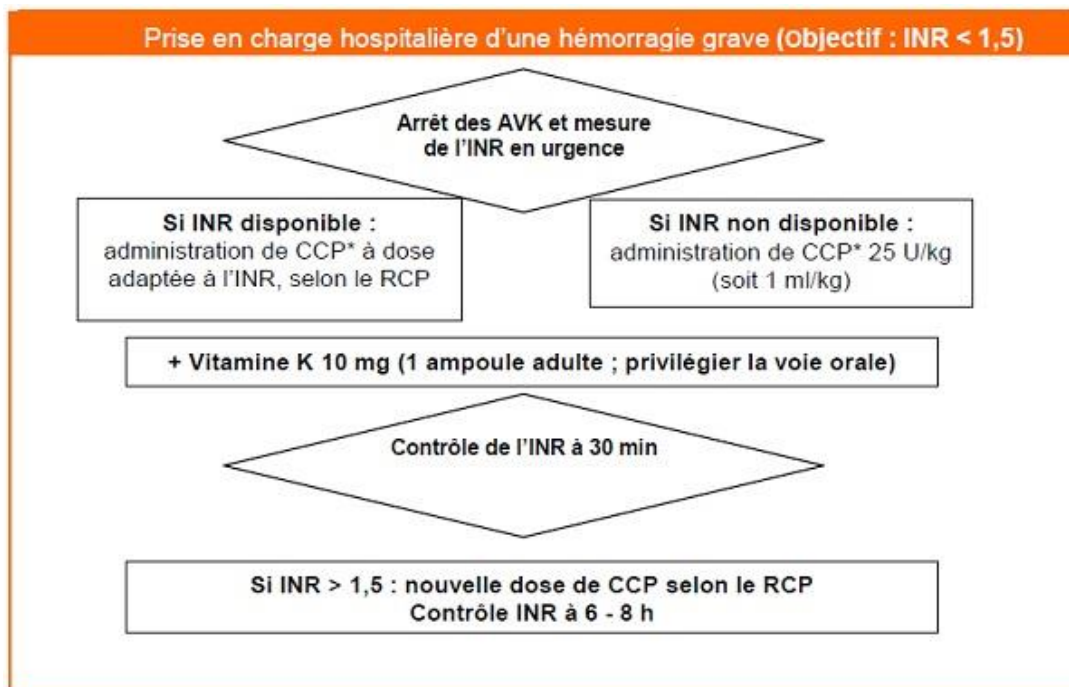 Prise en charge hospitalière d'une hémorragie grave (Objectif : INR < 1,5)
Arrêt des AVK et mesure
de l'INR en urgence
Si INR disponible :
administration de CCP* à dose
adaptée à l'INR, selon le RCP
Si INR non disponible :
administration de CCP* 25 U/kg
(soit 1 ml/kg)
+ Vitamine K 10 mg (1 ampoule adulte ; privilégier la voie orale)
Contrôle de l'INR à 30 min
Si INR > 1,5 : nouvelle dose de CCP selon le RCP
Contrôle INR à 6 - 8 h